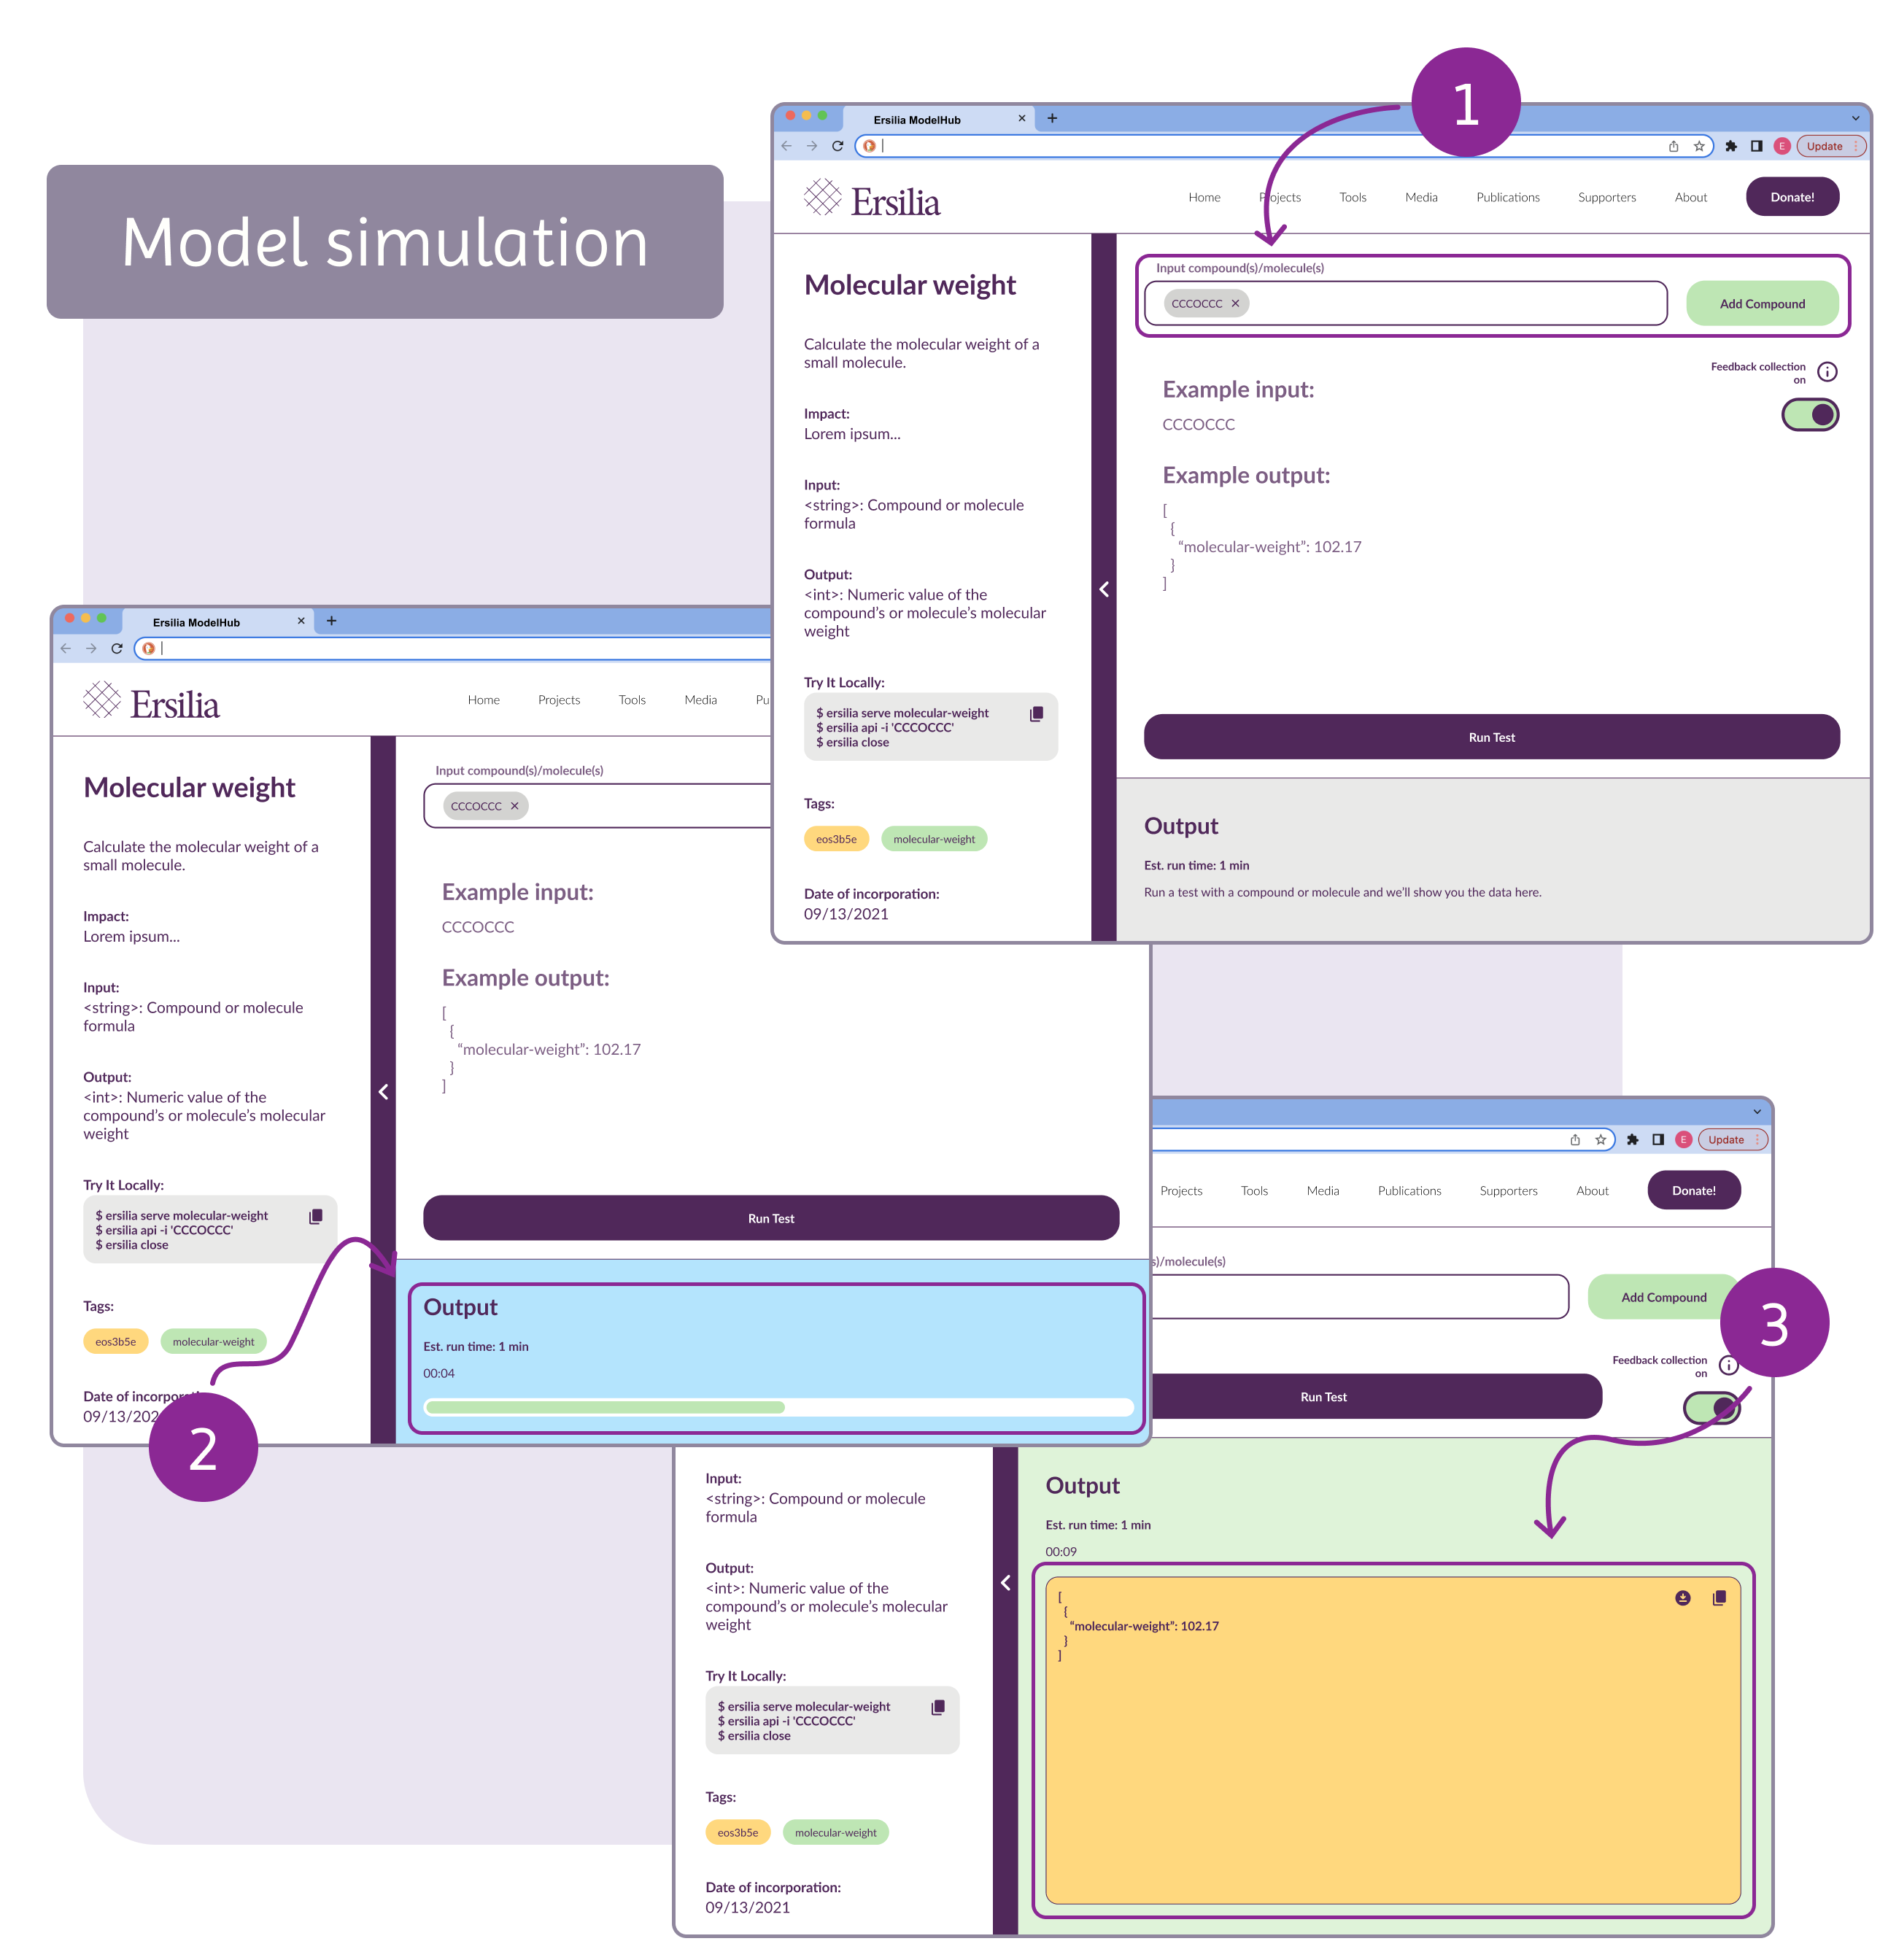 Model simulation
1
Ersilia ModelHub
E
Update
Ersilia
Home Projects Tools Media Publications Supporters About Donate!
Molecular weight
Calculate the molecular weight of a
small molecule.
Impact:
Lorem ipsum...
Input:
<string>: Compound or molecule
formula
Output:
<int>: Numeric value of the
compound's or molecule's molecular
weight
Try It Locally:
$ ersilia serve molecular-weight
$ ersilia api -i 'CCCOCCC'
$ ersilia close
Tags:
eos3b5e molecular-weight
Date of incorporation:
09/13/2021
Input compound(s)/molecule(s)
CCCOCCC ×
Add Compound
Feedback collection
on
Example input:
CCCOCCC
Example output:
[
{
“molecular-weight”: 102.17
}
]
Run Test
Output
Est. run time: 1 min
Run a test with a compound or molecule and we'll show you the data here.
Ersilia ModelHub
Ersilia
Home Projects Tools Media Pu
Molecular weight
Calculate the molecular weight of a
small molecule.
Impact:
Lorem ipsum...
Input:
<string>: Compound or molecule
formula
Output:
<int>: Numeric value of the
compound's or molecule's molecular
weight
Try It Locally:
$ ersilia serve molecular-weight
$ ersilia api -i 'CCCOCCC'
$ ersilia close
Tags:
eos3b5e molecular-weight
Date of incorpor
09/13/202
2
Input compound(s)/molecule(s)
CCCOCCC ×
Example input:
CCCOCCC
Example output:
[
{
“molecular-weight”: 102.17
}
]
Run Test
Output
Est. run time: 1 min
00:04
E
Update
Projects Tools Media Publications Supporters About Donate!
)/molecule(s)
Add Compound
3
Feedback collection
on
Run Test
Input:
<string>: Compound or molecule
formula
Output:
<int>: Numeric value of the
compound's or molecule's molecular
weight
Try It Locally:
$ ersilia serve molecular-weight
$ ersilia api -i 'CCCOCCC'
$ ersilia close
Tags:
eos3b5e molecular-weight
Date of incorporation:
09/13/2021
Output
Est. run time: 1 min
00:09
[
{
“molecular-weight”: 102.17
}
]